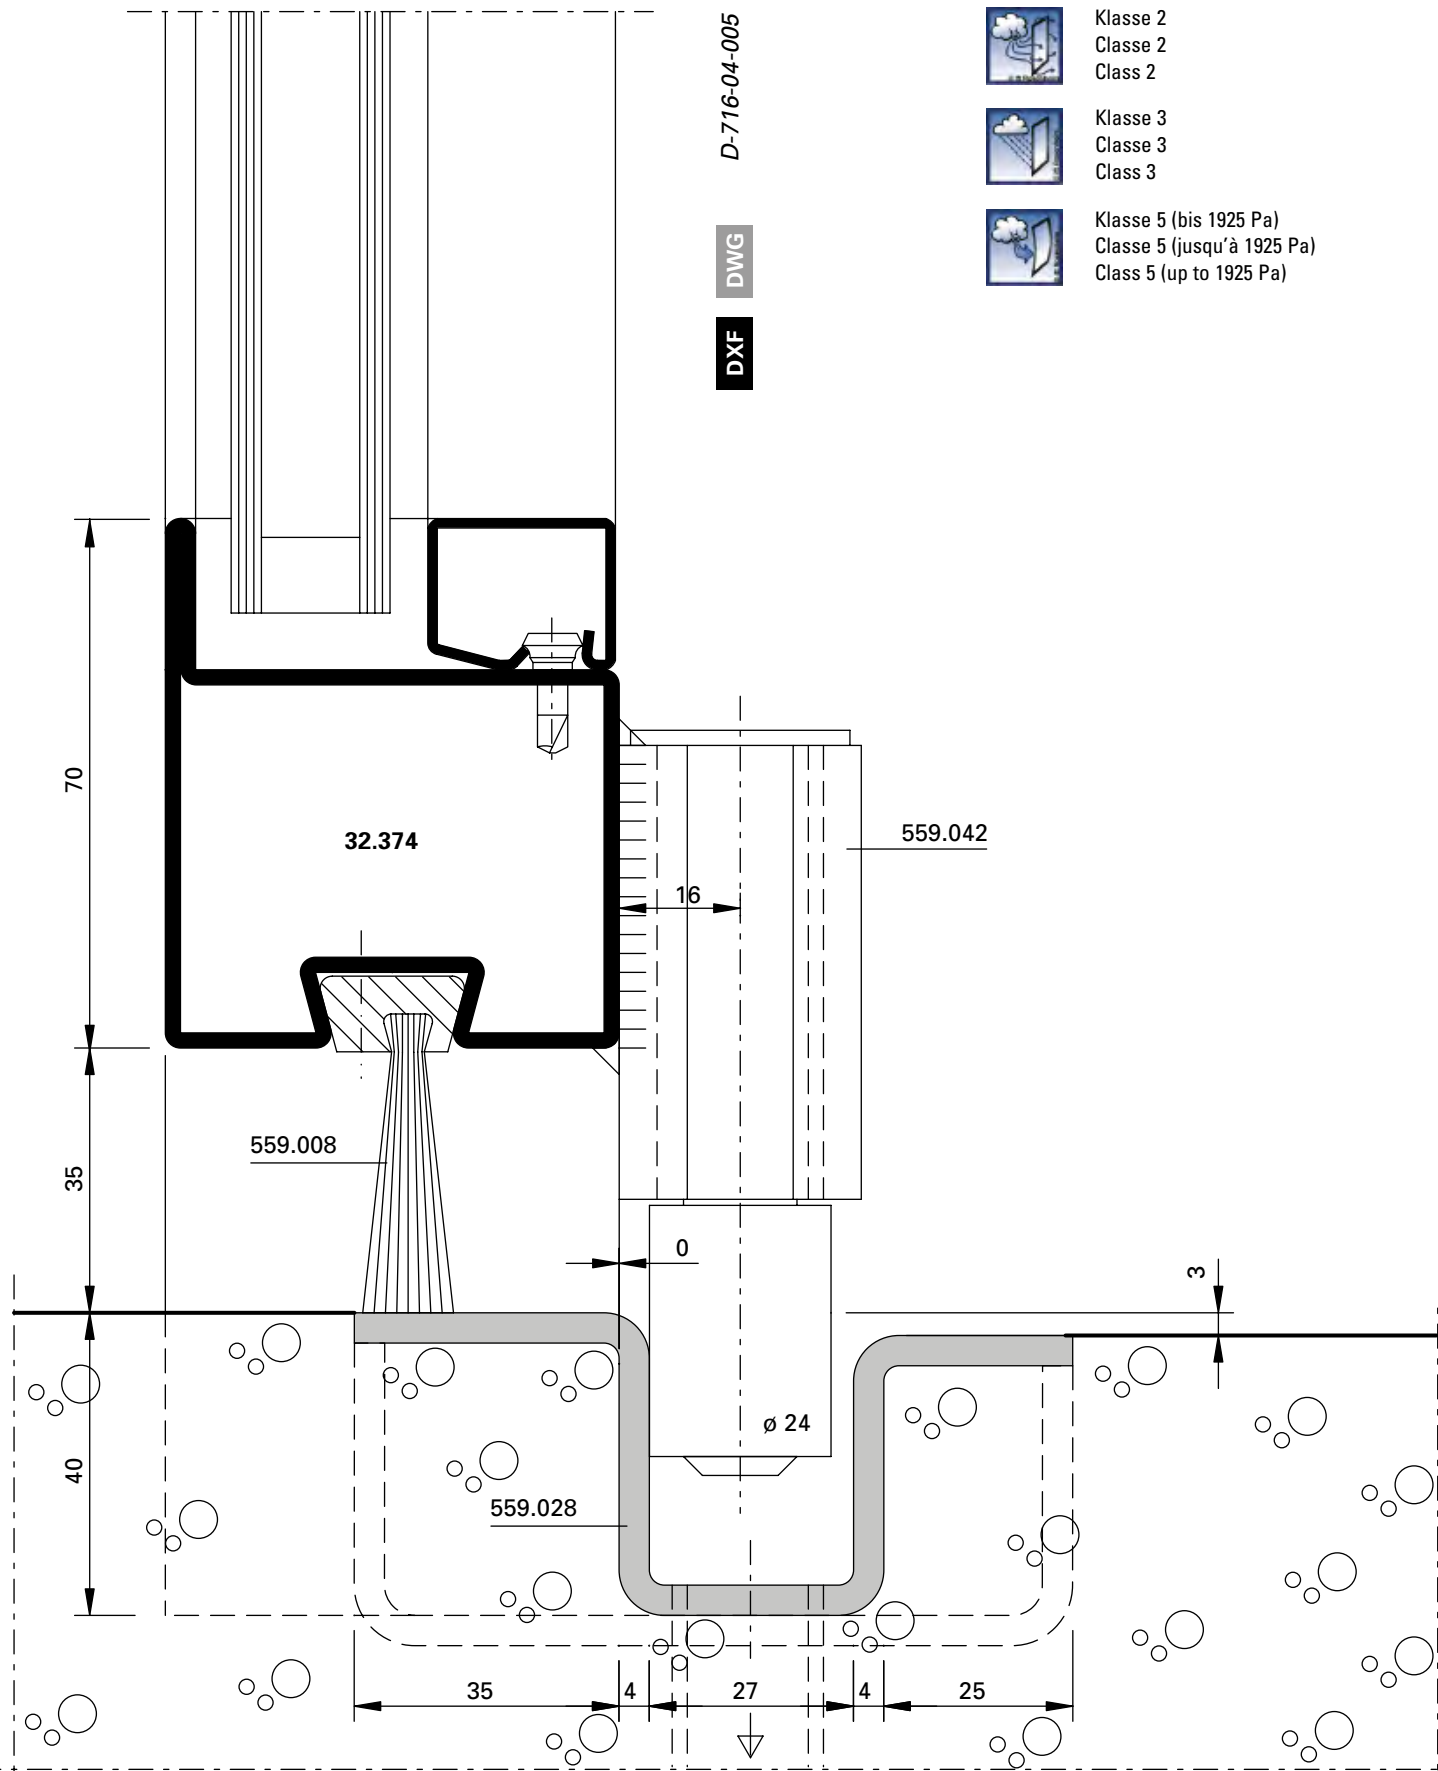 D-716-04-005
DWG
DXF
Klasse 2
Classe 2
Class 2
Klasse 3
Classe 3
Class 3
Klasse 5 (bis 1925 Pa)
Classe 5 (jusqu'à 1925 Pa)
Class 5 (up to 1925 Pa)
70
32.374
559.042
16
559.008
35
0
3
ø 24
40
559.028
35
4
27
4
25